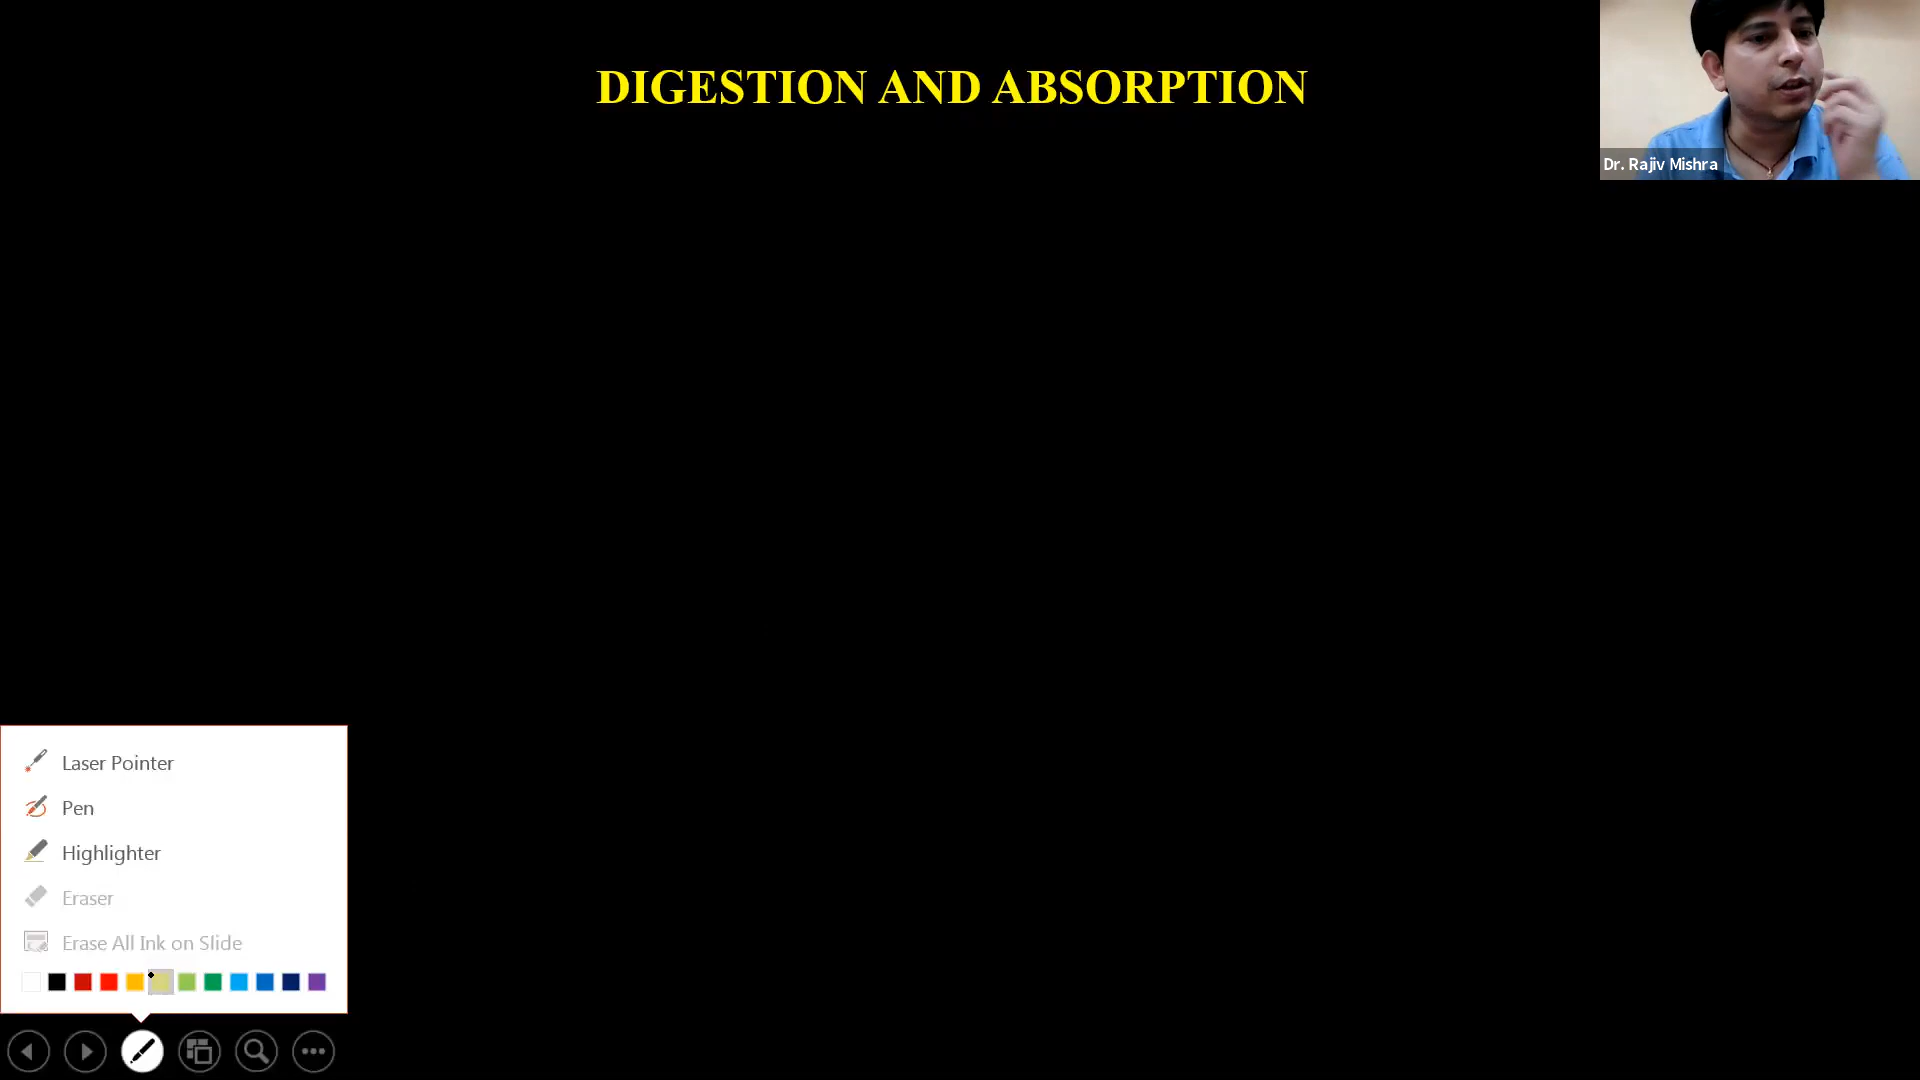 DIGESTION AND ABSORPTION
Dr. Rajiv Mishra
Laser Pointer
Pen
Highlighter
Eraser
Erase All Ink on Slide